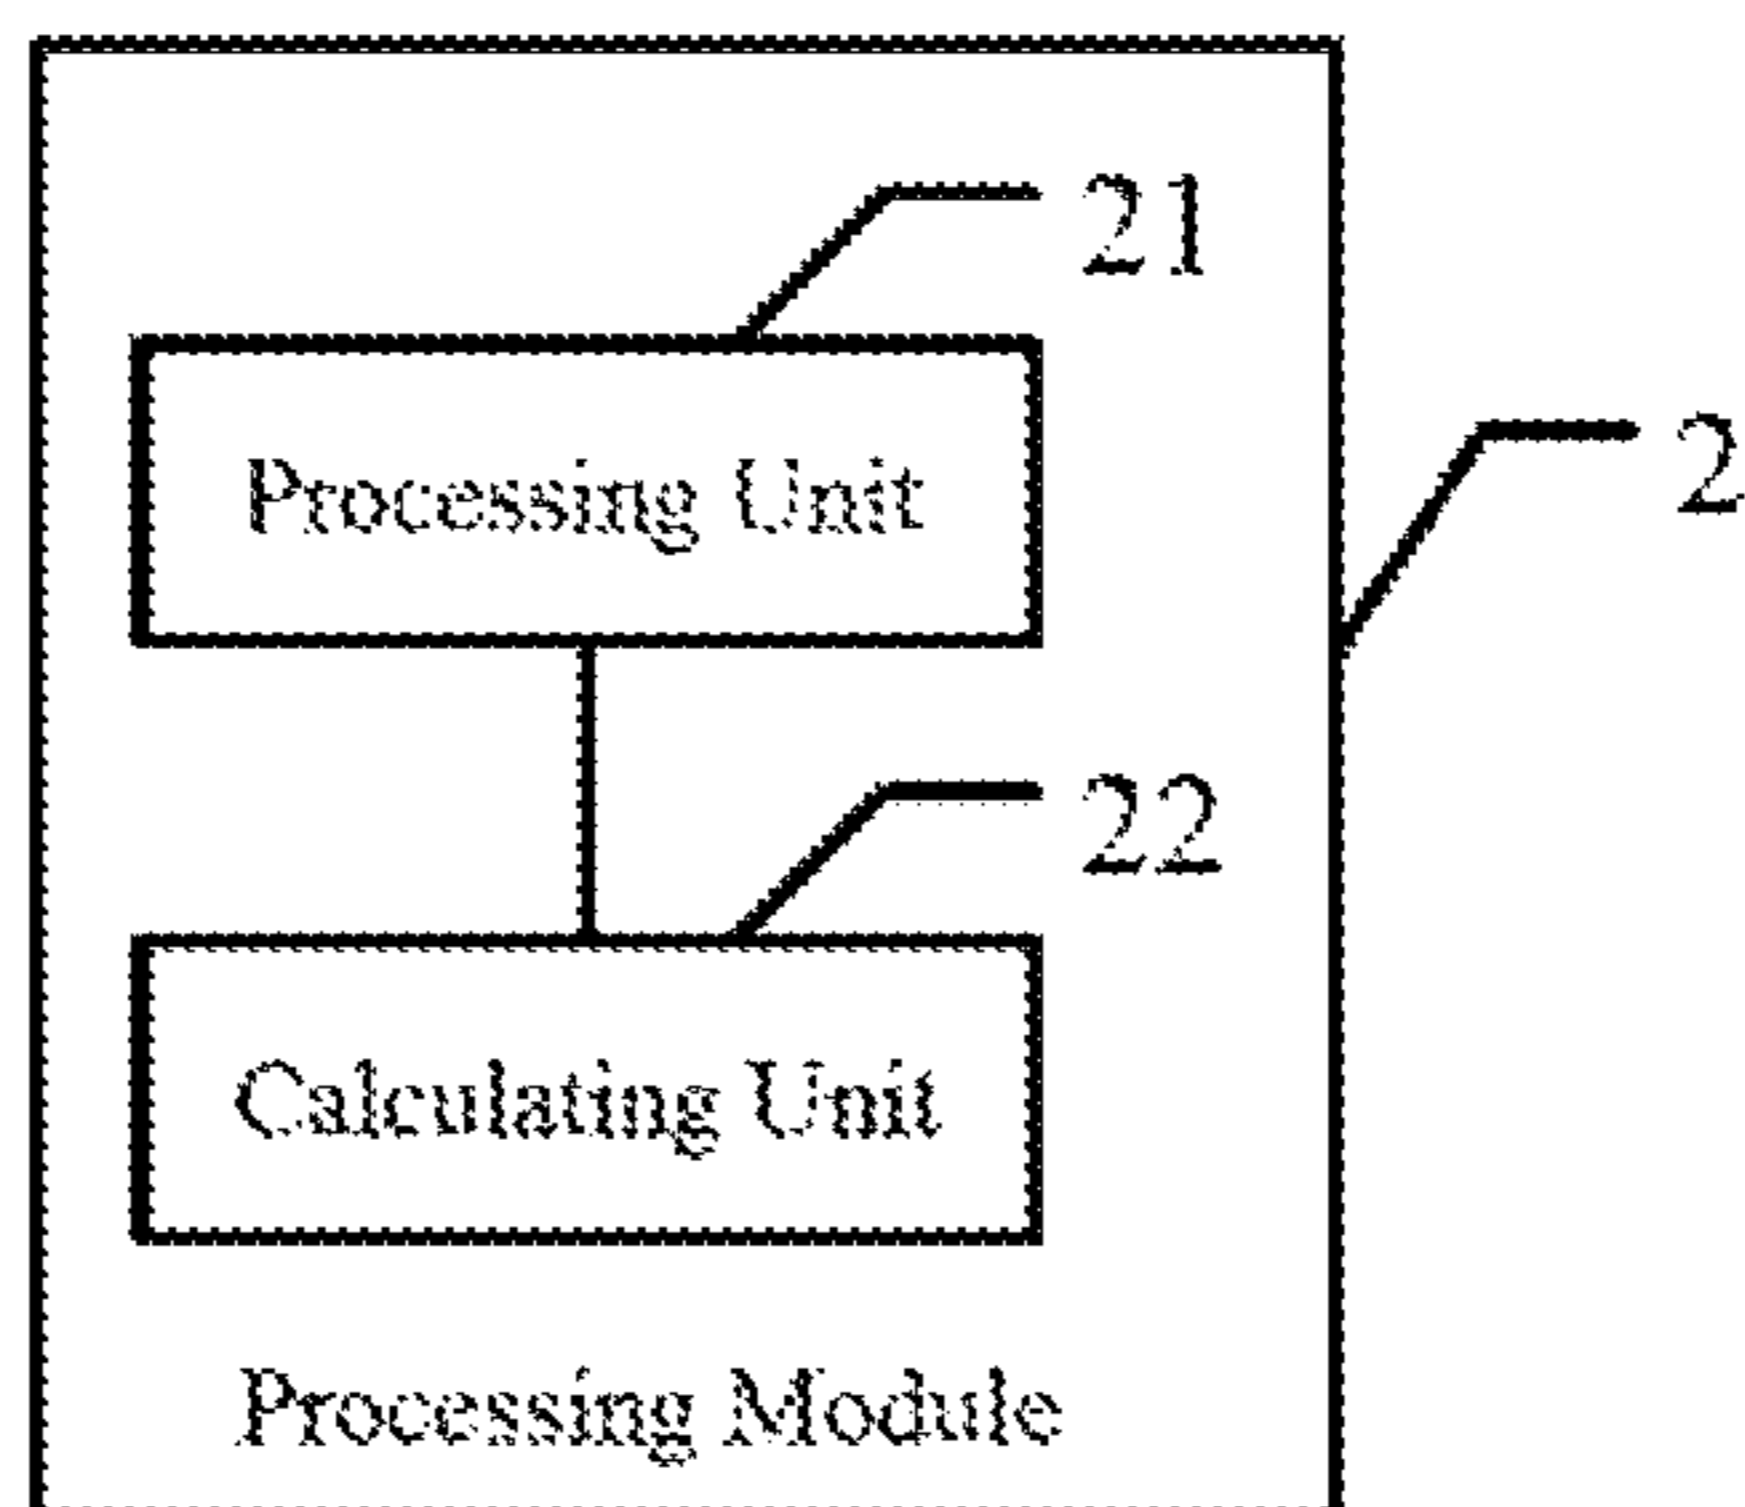 21
Processing Unit
2
22
Calculating Unit
Processing Module